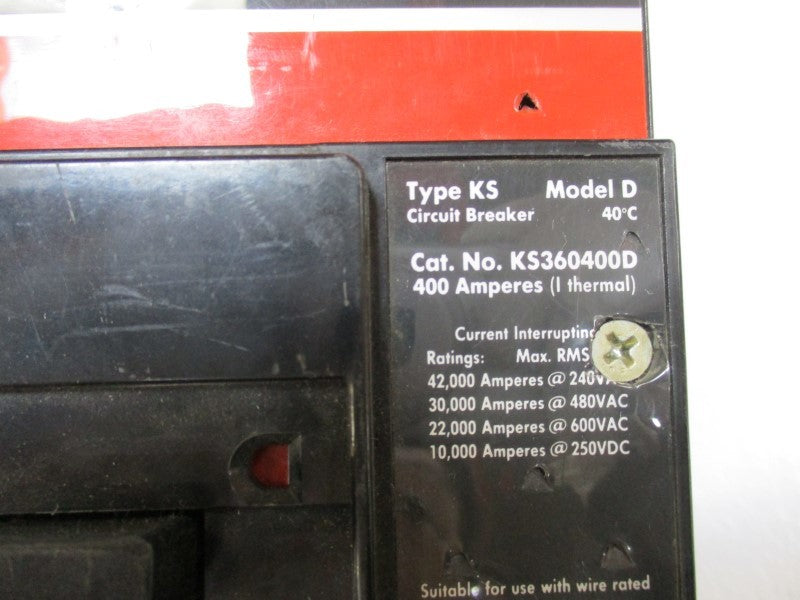 Type KS Model D
Circuit Breaker 40°C
Cat. No. KS360400D
400 Amperes (I thermal)
Current Interrupting
Ratings: Max. RMS
42,000 Amperes @ 240VAC
30,000 Amperes @ 480VAC
22,000 Amperes @ 600VAC
10,000 Amperes @ 250VDC
Suitable for use with wire rated